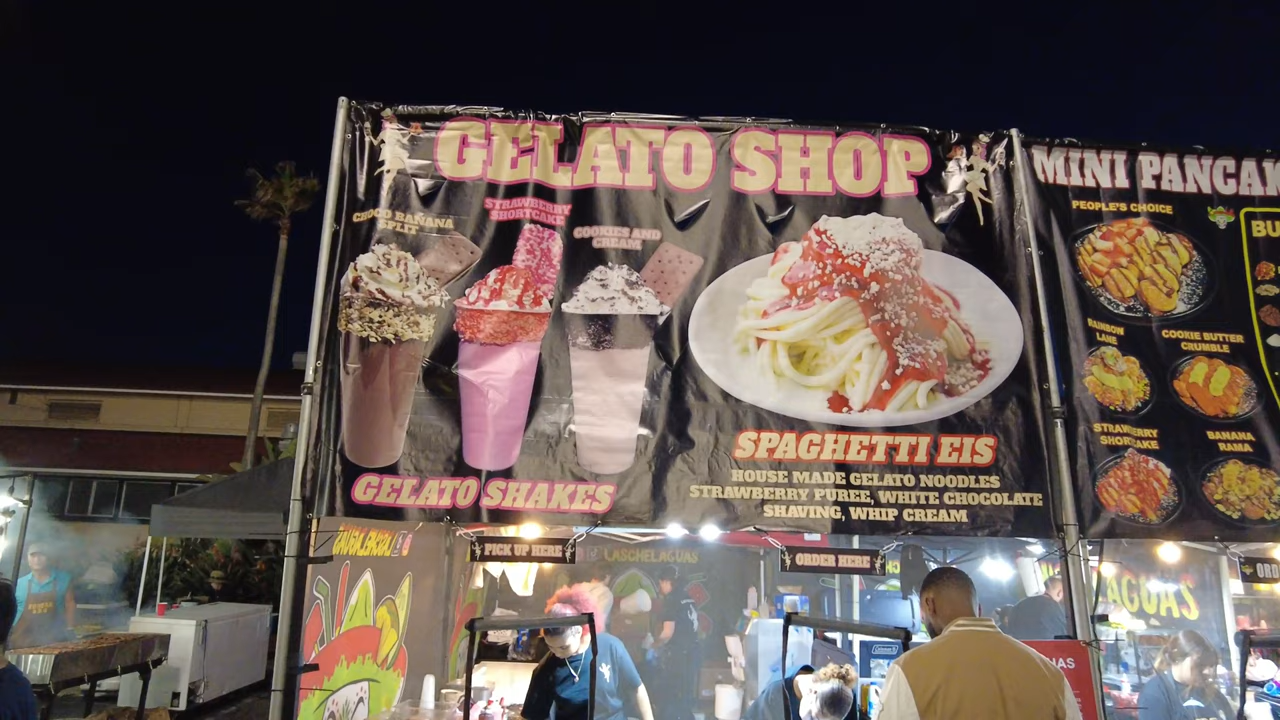 GELATO SHOP
CHOCO BANANA
SPLIT
STRAWBERRY
SHORTCAKE
COOKIES AND
CREAM
GELATO SHAKES
SPAGHETTI EIS
HOUSE MADE GELATO NOODLES
STRAWBERRY PUREE, WHITE CHOCOLATE
SHAVING, WHIP CREAM
MINI PANCAK
PEOPLE'S CHOICE
RAINBOW
LANE
COOKIE BUTTER
CRUMBLE
STRAWBERRY
SHORTCAKE
BANANA
RAMA
BU
PICK UP HERE
LASCHELAGUAS
ORDER HERE
ORD
AGUAS